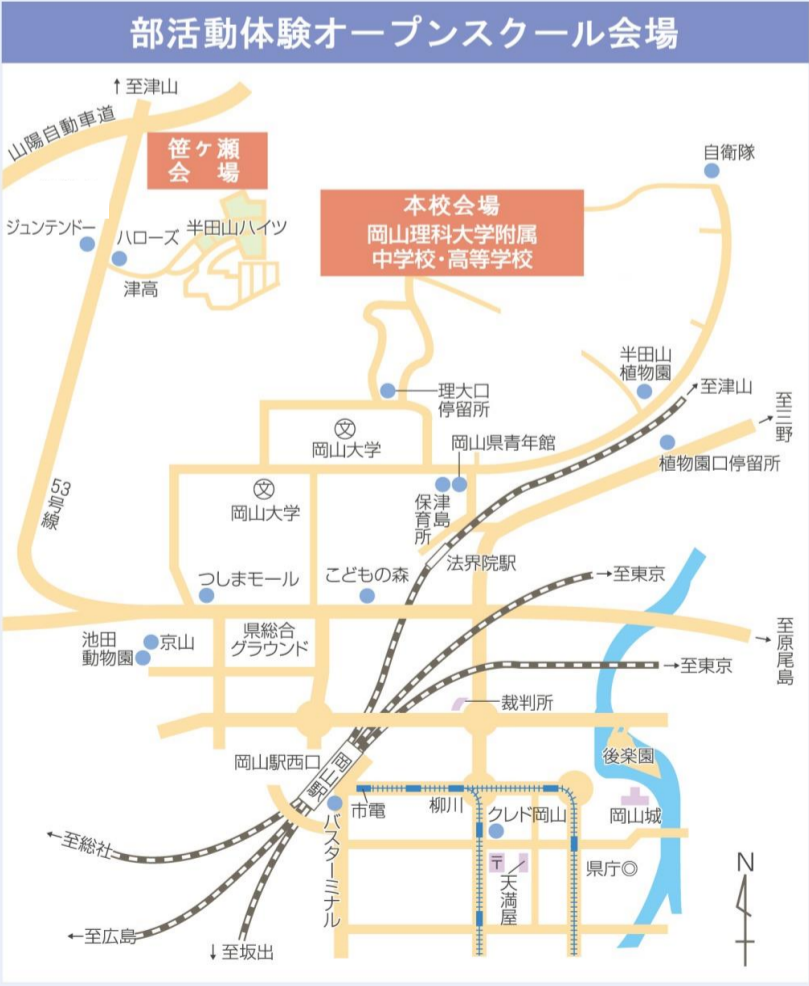 部活動体験オープンスクール会場
↑至津山
山陽自動車道
笹ヶ瀬
会場
自衛隊
本校会場
岡山理科大学附属
中学校・高等学校
ジュンテンドー
ハローズ
半田山ハイツ
津高
半田山
植物園
→至津山
理大口
停留所
→至三野
文
岡山大学
岡山県青年館
植物園口停留所
文
岡山大学
53号線
津島
保育所
法界院駅
つしまモール
こどもの森
→至東京
県総合
グラウンド
池田
動物園
京山
→至原尾島
→至東京
裁判所
岡山駅西口
岡山駅
後楽園
市電
柳川
クレド岡山
岡山城
バスターミナル
←至総社
〒
天満屋
県庁◎
N
←至広島
↓至坂出